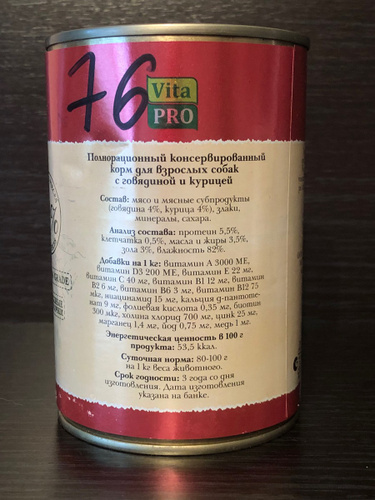 76
Vita
PRO
Полнорационный консервированный
корм для взрослых собак
с говядиной и курицей
Состав: мясо и мясные субпродукты
(говядина 4%, курица 4%), злаки,
минералы, сахара.
Анализ состава: протеин 5,5%,
клетчатка 0,5%, масла и жиры 3,5%,
зола 3%, влажность 82%.
Добавки на 1 кг: витамин А 3000 МЕ,
витамин D3 200 МЕ, витамин Е 22 мг,
витамин С 40 мг, витамин В1 12 мг, витамин
В2 6 мг, витамин В6 3 мг, витамин В12 75
мкг, ниацинамид 15 мг, кальция д-пантоте-
нат 9 мг, фолиевая кислота 0,35 мг, биотин
300 мкг, холина хлорид 700 мг, цинк 25 мг,
марганец 1,4 мг, йод 0,75 мг, медь 1 мг.
Энергетическая ценность в 100 г
продукта: 53,5 ккал.
Суточная норма: 80-100 г
на 1 кг веса животного.
Срок годности: 3 года со дня
изготовления. Дата изготовления
указана на банке.